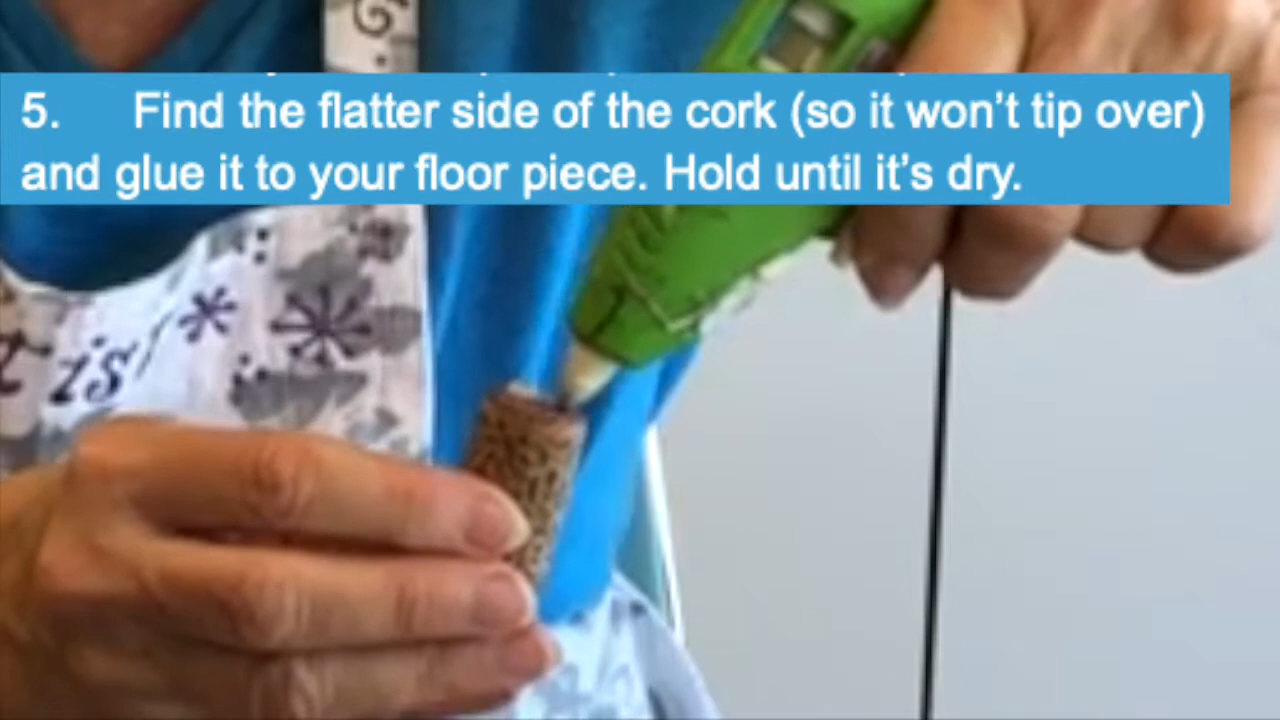 5. Find the flatter side of the cork (so it won't tip over)
and glue it to your floor piece. Hold until it's dry.
is!